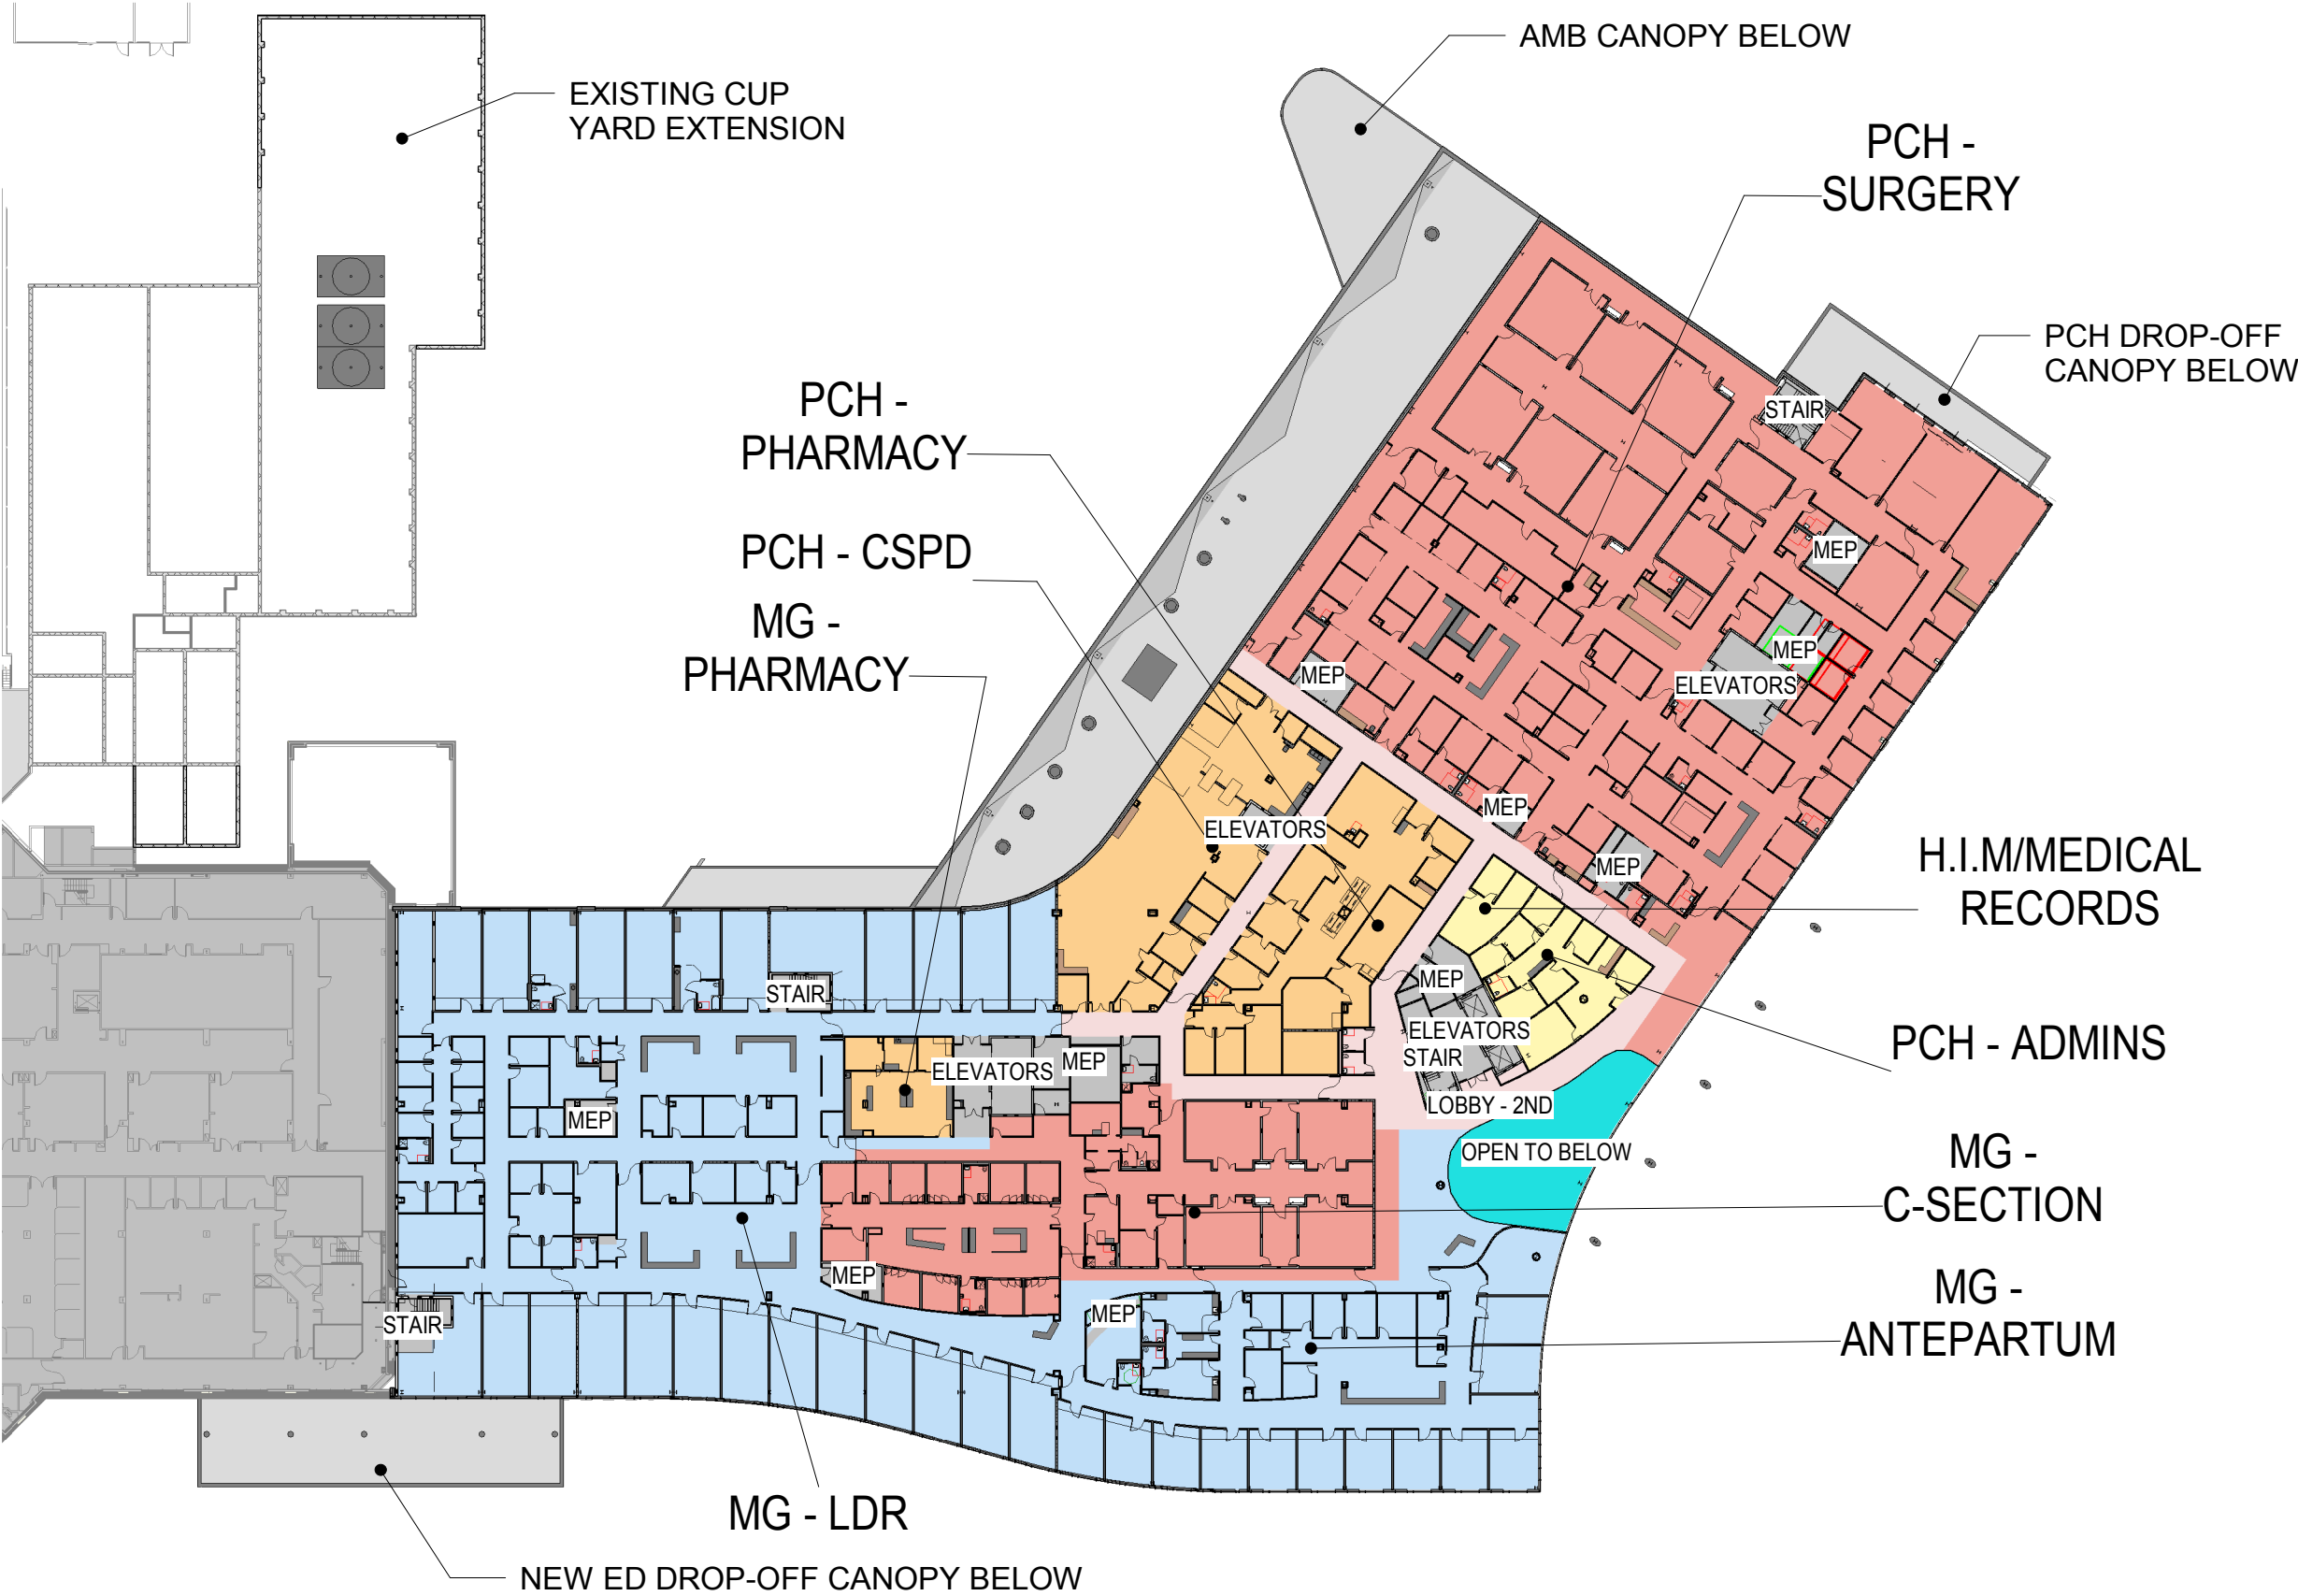 AMB CANOPY BELOW
EXISTING CUP
YARD EXTENSION
PCH -
SURGERY
PCH DROP-OFF
CANOPY BELOW
PCH -
PHARMACY
STAIR
PCH - CSPD
MEP
MG -
PHARMACY
MEP
MEP
ELEVATORS
MEP
ELEVATORS
MEP
H.I.M/MEDICAL
RECORDS
MEP
STAIR
ELEVATORS
STAIR
PCH - ADMINS
MEP
ELEVATORS
LOBBY - 2ND
MEP
OPEN TO BELOW
MG -
C-SECTION
MEP
MG -
ANTEPARTUM
MEP
STAIR
MG - LDR
NEW ED DROP-OFF CANOPY BELOW